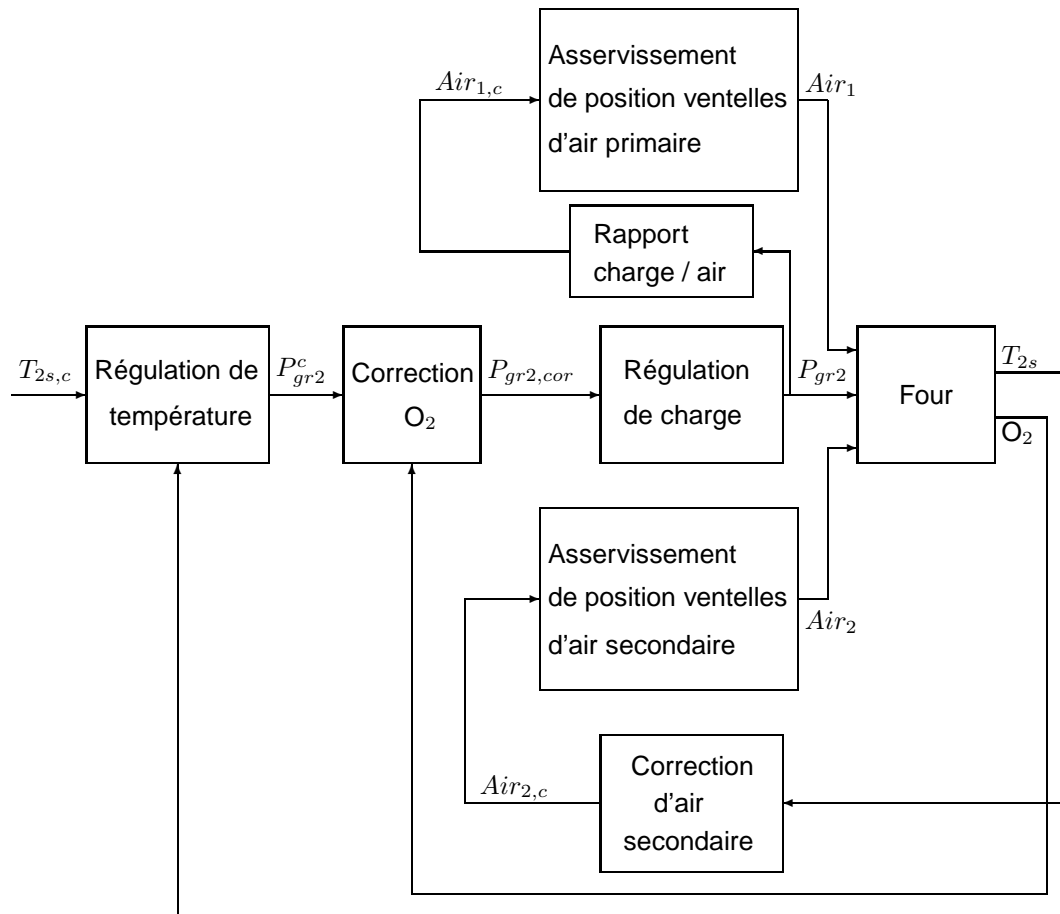 Asservissement
de position ventelles
d'air primaire
Air1,c
Air1
Rapport
charge / air
T2s,c
Régulation de
température
P^c_gr2
Correction
O2
Pgr2,cor
Régulation
de charge
Pgr2
Four
T2s
O2
Asservissement
de position ventelles
d'air secondaire
Air2
Air2,c
Correction
d'air
secondaire